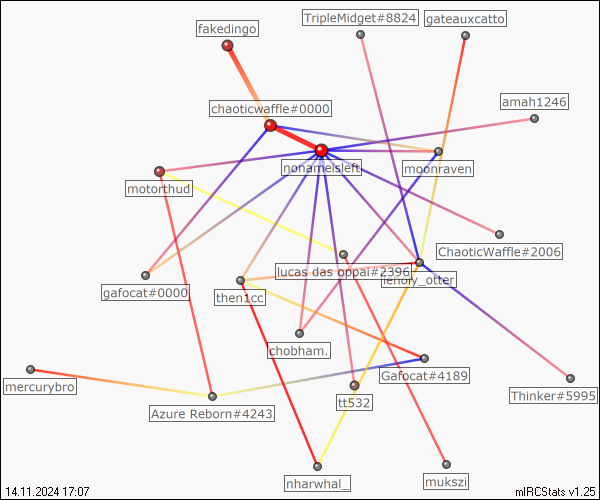 TripleMidget#8824
gateauxcatto
fakedingo
chaoticwaffle#0000
amah1246
nonameisleft
moonraven
motorthud
ChaoticWaffle#2006
lucas das oppai#2396
lenory_otter
gafocat#0000
then1cc
chobham.
Gafocat#4189
mercurybro
Thinker#5995
tt532
Azure Reborn#4243
nharwhal_
mukszi
14.11.2024 17:07
mIRCStats v1.25